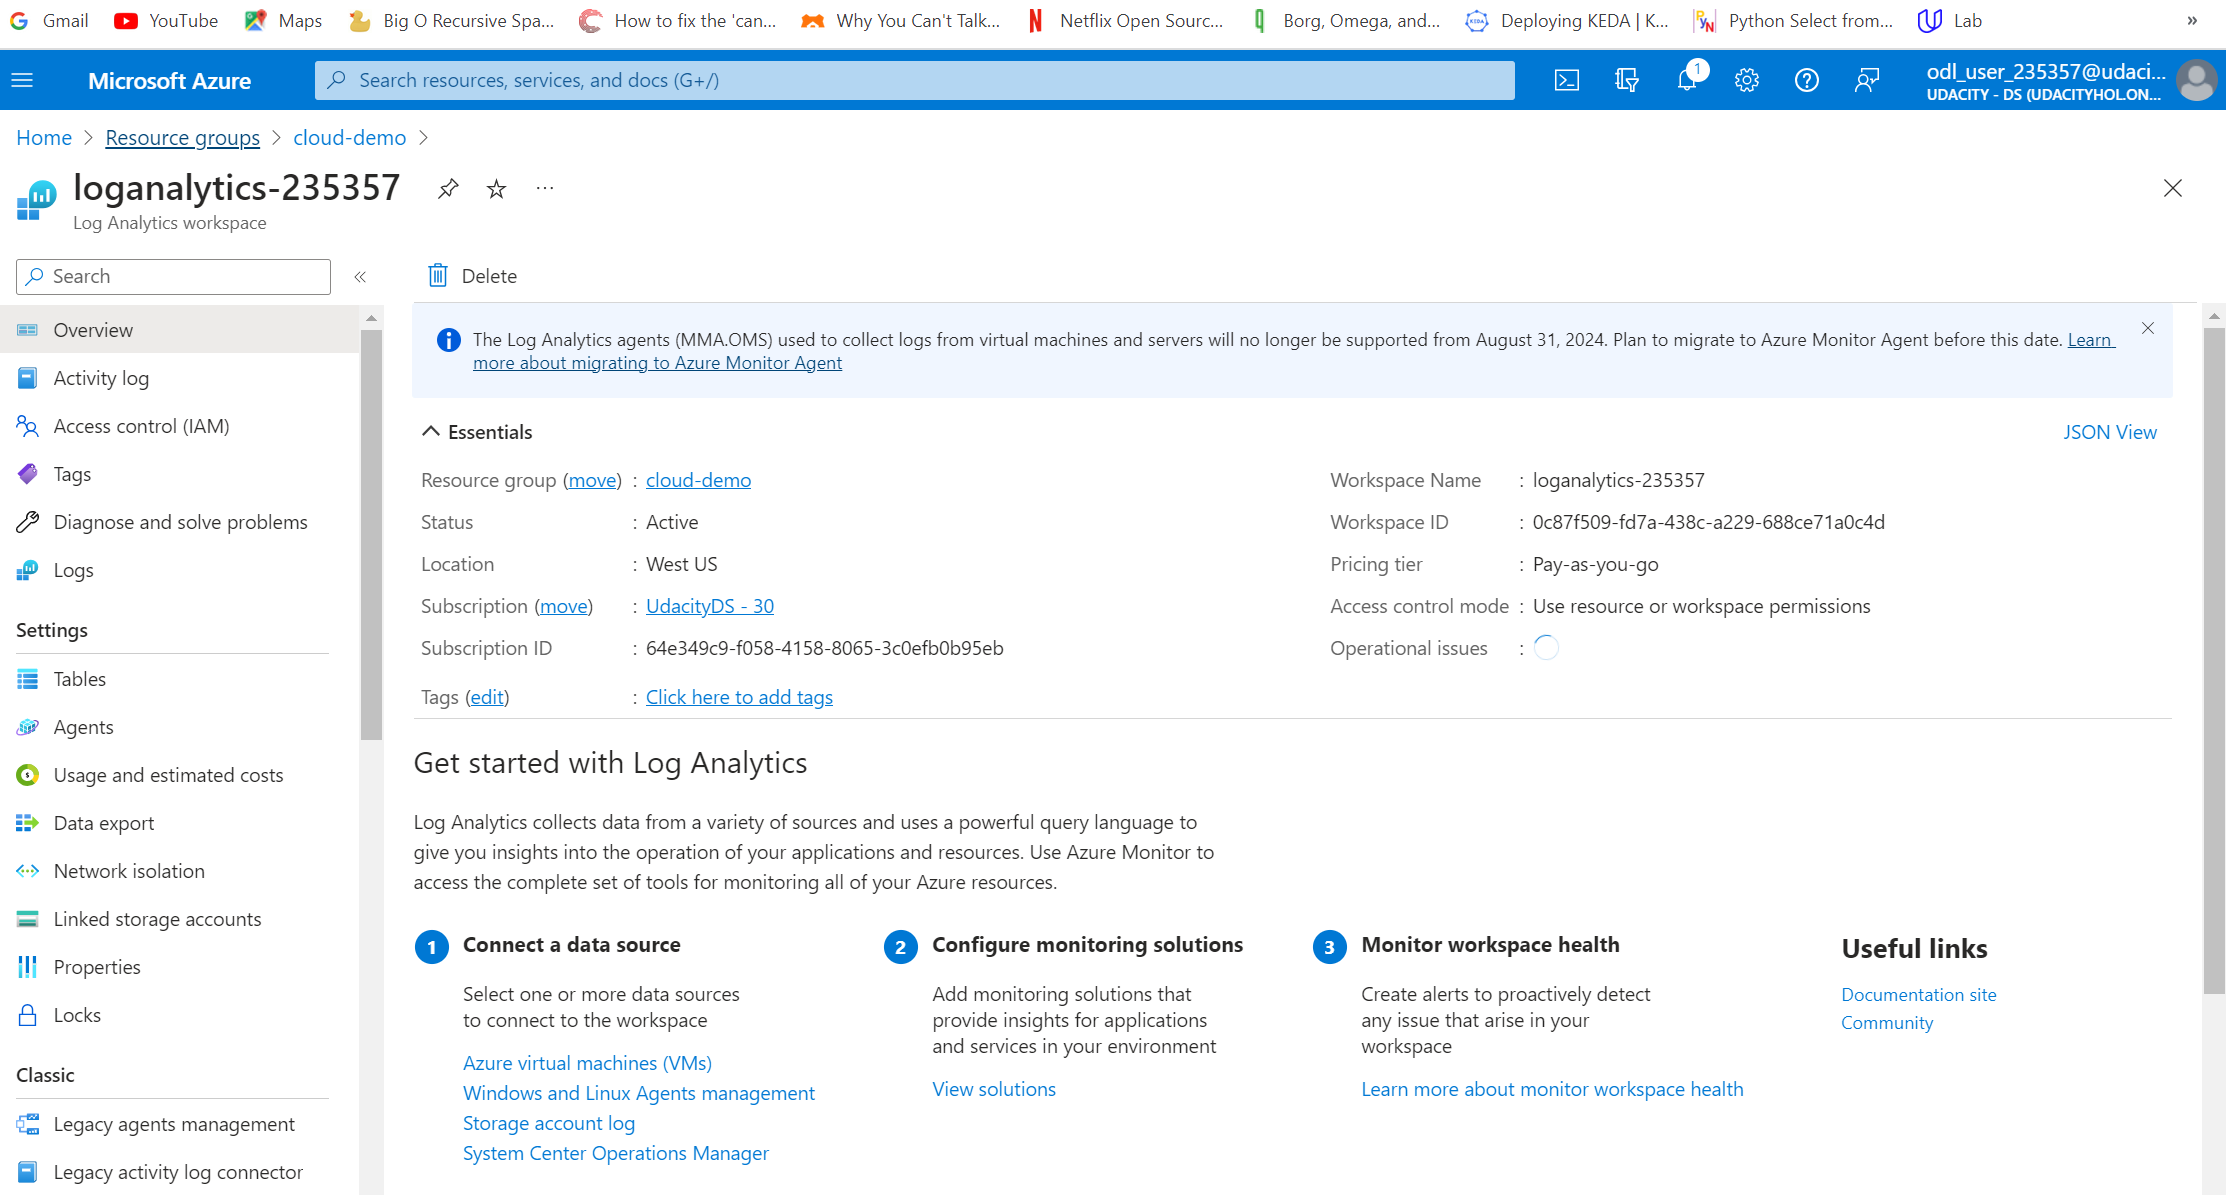 Gmail YouTube Maps Big O Recursive Spa... How to fix the 'can... Why You Can't Talk... Netflix Open Sourc... Borg, Omega, and... Deploying KEDA | K... Python Select from... Lab »
Microsoft Azure Search resources, services, and docs (G+/) 1 odl_user_235357@udaci...
UDACITY - DS (UDACITYHOL.ON...
Home > Resource groups > cloud-demo >
loganalytics-235357 ...
Log Analytics workspace
Search «
Delete
Overview
Activity log
Access control (IAM)
Tags
Diagnose and solve problems
Logs
Settings
Tables
Agents
Usage and estimated costs
Data export
Network isolation
Linked storage accounts
Properties
Locks
Classic
Legacy agents management
Legacy activity log connector
The Log Analytics agents (MMA.OMS) used to collect logs from virtual machines and servers will no longer be supported from August 31, 2024. Plan to migrate to Azure Monitor Agent before this date. Learn
more about migrating to Azure Monitor Agent
Essentials
JSON View
Resource group (move) : cloud-demo
Status : Active
Location : West US
Subscription (move) : UdacityDS - 30
Subscription ID : 64e349c9-f058-4158-8065-3c0efb0b95eb
Tags (edit) : Click here to add tags
Workspace Name : loganalytics-235357
Workspace ID : 0c87f509-fd7a-438c-a229-688ce71a0c4d
Pricing tier : Pay-as-you-go
Access control mode : Use resource or workspace permissions
Operational issues :
Get started with Log Analytics
Log Analytics collects data from a variety of sources and uses a powerful query language to
give you insights into the operation of your applications and resources. Use Azure Monitor to
access the complete set of tools for monitoring all of your Azure resources.
1 Connect a data source
Select one or more data sources
to connect to the workspace
Azure virtual machines (VMs)
Windows and Linux Agents management
Storage account log
System Center Operations Manager
2 Configure monitoring solutions
Add monitoring solutions that
provide insights for applications
and services in your environment
View solutions
3 Monitor workspace health
Create alerts to proactively detect
any issue that arise in your
workspace
Learn more about monitor workspace health
Useful links
Documentation site
Community